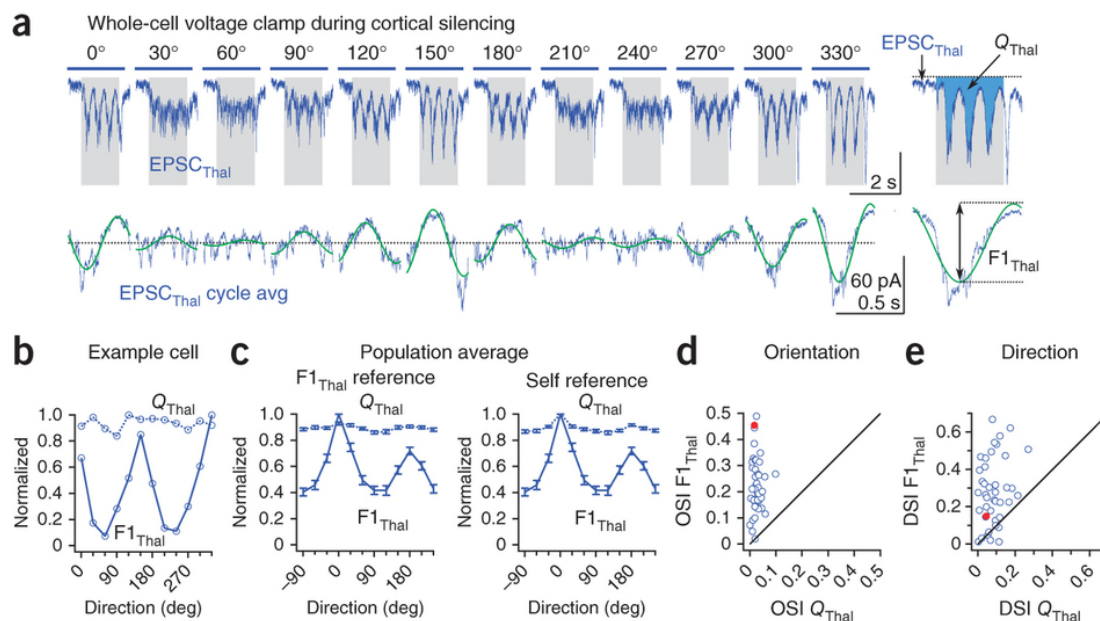 a
Whole-cell voltage clamp during cortical silencing
0° 30° 60° 90° 120° 150° 180° 210° 240° 270° 300° 330°
EPSCThal
QThal
EPSCThal
2 s
F1Thal
EPSCThal cycle avg
60 pA
0.5 s
b
Example cell
QThal
Normalized
1.0
0.8
0.6
0.4
0.2
0
F1Thal
0 90 180 270
Direction (deg)
c
Population average
F1Thal reference
QThal
Normalized
1.0
0.8
0.6
0.4
0.2
0
F1Thal
–90 0 90 180
Direction (deg)
Self reference
QThal
Normalized
1.0
0.8
0.6
0.4
0.2
0
F1Thal
–90 0 90 180
Direction (deg)
d
Orientation
OSI F1Thal
0.5
0.4
0.3
0.2
0.1
0
0 0.1 0.2 0.3 0.4 0.5
OSI QThal
e
Direction
DSI F1Thal
0.6
0.4
0.2
0
0 0.2 0.4 0.6
DSI QThal